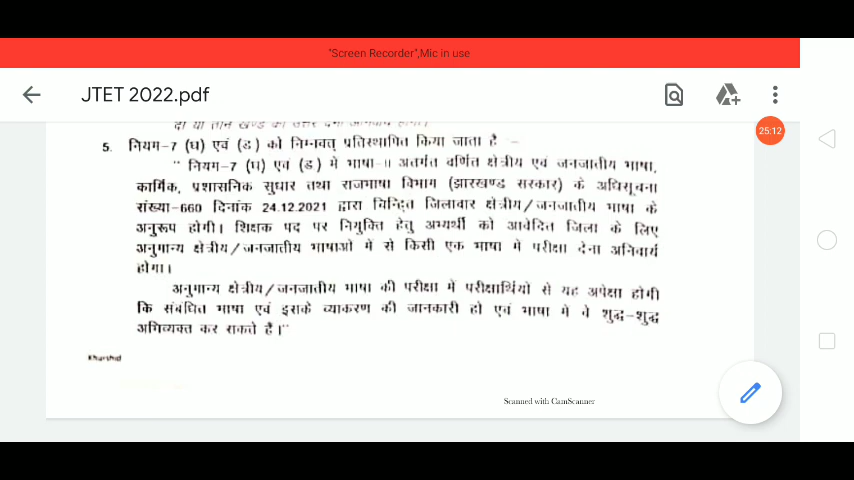 "Screen Recorder",Mic in use
JTET 2022.pdf
25:12
5. नियम-7 (घ) एवं (ड) को निम्नवत् प्रतिस्थापित किया जाता है :-
" नियम-7 (घ) एवं (ड) में भाषा-II अंतर्गत वर्णित क्षेत्रीय एवं जनजातीय भाषा,
कार्मिक, प्रशासनिक सुधार तथा राजभाषा विभाग (झारखण्ड सरकार) के अधिसूचना
संख्या-660 दिनांक 24.12.2021 द्वारा चिन्हित जिलावार क्षेत्रीय/जनजातीय भाषा के
अनुरूप होगी। शिक्षक पद पर नियुक्ति हेतु अभ्यर्थी को आवेदित जिला के लिए
अनुमान्य क्षेत्रीय/जनजातीय भाषाओं में से किसी एक भाषा में परीक्षा देना अनिवार्य
होगा।
अनुमान्य क्षेत्रीय/जनजातीय भाषा की परीक्षा में परीक्षार्थियों से यह अपेक्षा होगी
कि संबंधित भाषा एवं इसके व्याकरण की जानकारी हो एवं भाषा में वे शुद्ध-शुद्ध
अभिव्यक्त कर सकते हैं।"
Khurshid
Scanned with CamScanner